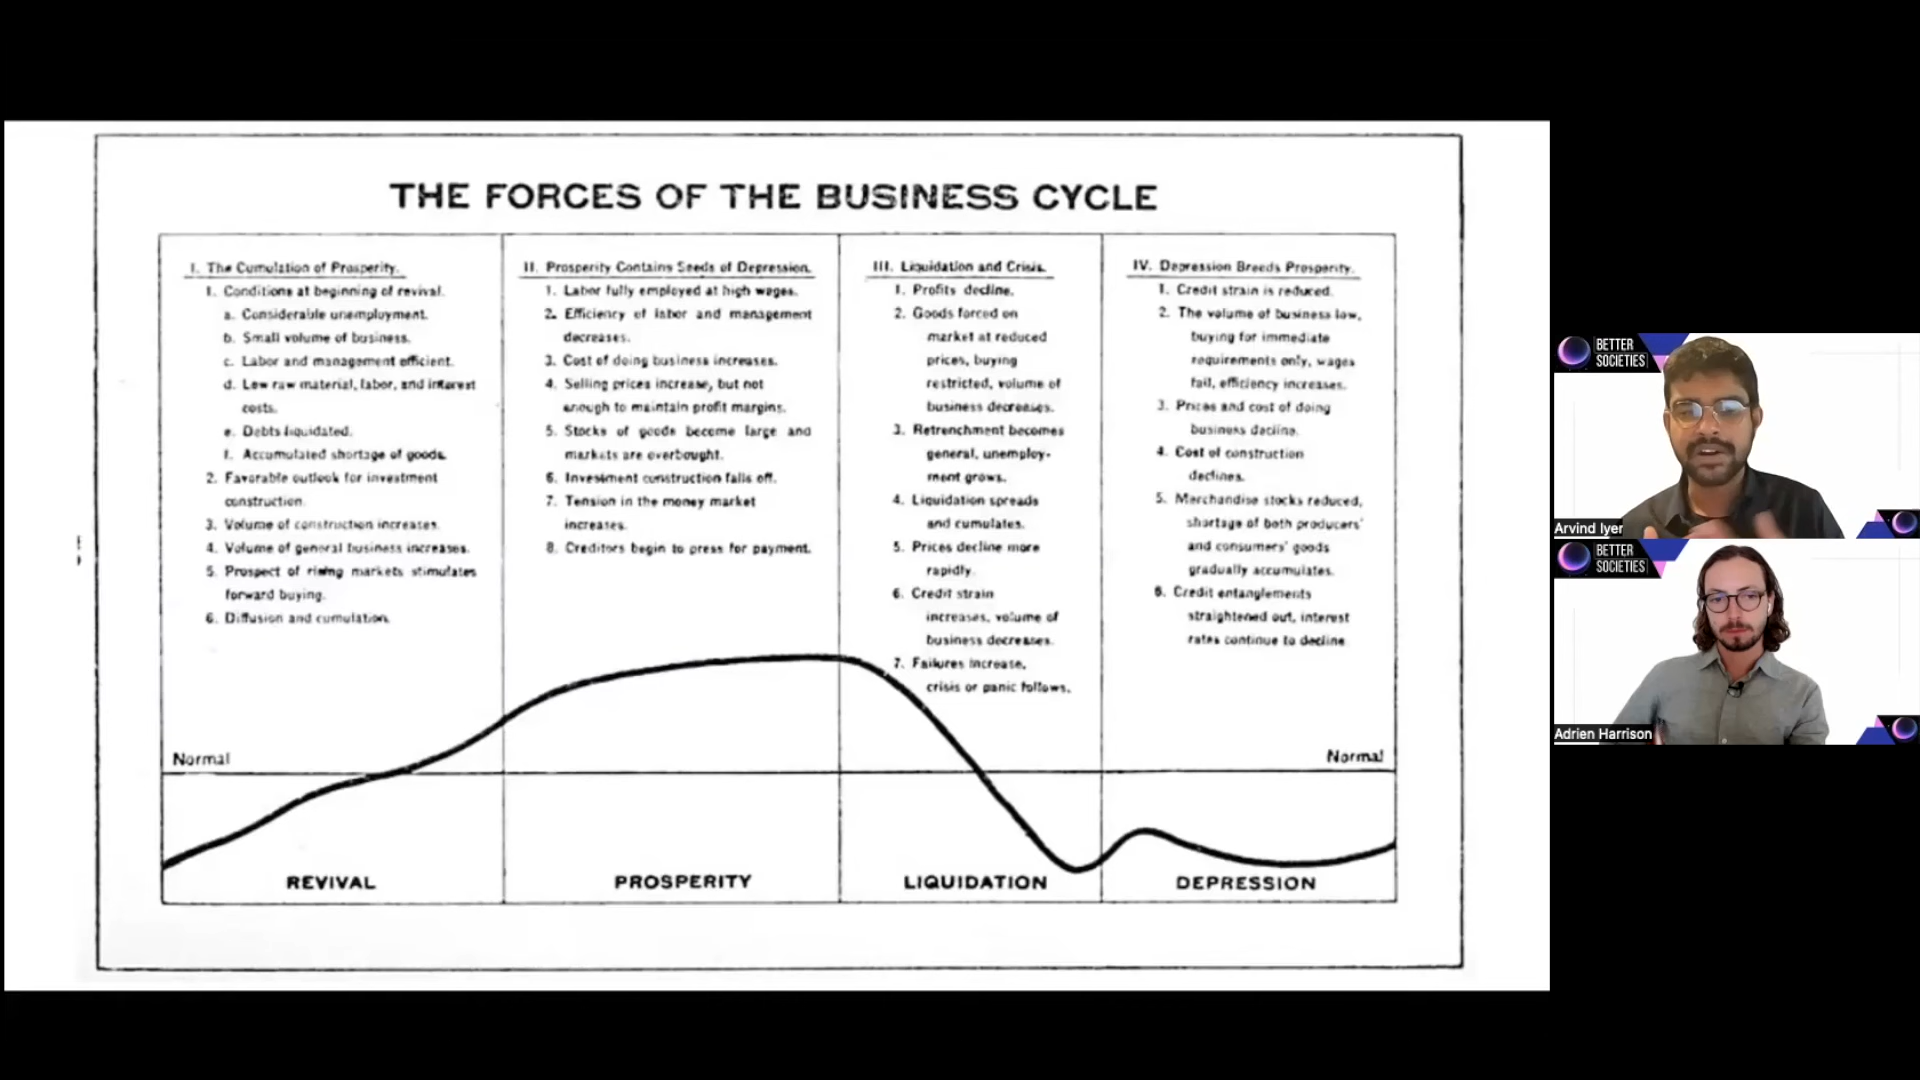 THE FORCES OF THE BUSINESS CYCLE
I. The Cumulation of Prosperity.
1. Conditions at beginning of revival.
a. Considerable unemployment.
b. Small volume of business.
c. Labor and management efficient.
d. Low raw material, labor, and interest
costs.
e. Debts liquidated.
f. Accumulated shortage of goods.
2. Favorable outlook for investment
construction.
3. Volume of construction increases.
4. Volume of general business increases.
5. Prospect of rising markets stimulates
forward buying.
6. Diffusion and cumulation.
II. Prosperity Contains Seeds of Depression.
1. Labor fully employed at high wages.
2. Efficiency of labor and management
decreases.
3. Cost of doing business increases.
4. Selling prices increase, but not
enough to maintain profit margins.
5. Stocks of goods become large and
markets are overbought.
6. Investment construction falls off.
7. Tension in the money market
increases.
8. Creditors begin to press for payment.
III. Liquidation and Crisis.
1. Profits decline.
2. Goods forced on
market at reduced
prices, buying
restricted, volume of
business decreases.
3. Retrenchment becomes
general, unemploy-
ment grows.
4. Liquidation spreads
and cumulates.
5. Prices decline more
rapidly.
6. Credit strain
increases, volume of
business decreases.
7. Failures increase,
crisis or panic follows.
IV. Depression Breeds Prosperity.
1. Credit strain is reduced.
2. The volume of business low,
buying for immediate
requirements only, wages
fall, efficiency increases.
3. Prices and cost of doing
business decline.
4. Cost of construction
declines.
5. Merchandise stocks reduced,
shortage of both producers'
and consumers' goods
gradually accumulates.
6. Credit entanglements
straightened out, interest
rates continue to decline
Normal
Normal
REVIVAL
PROSPERITY
LIQUIDATION
DEPRESSION
BETTER
SOCIETIES
Arvind Iyer
BETTER
SOCIETIES
Adrien Harrison